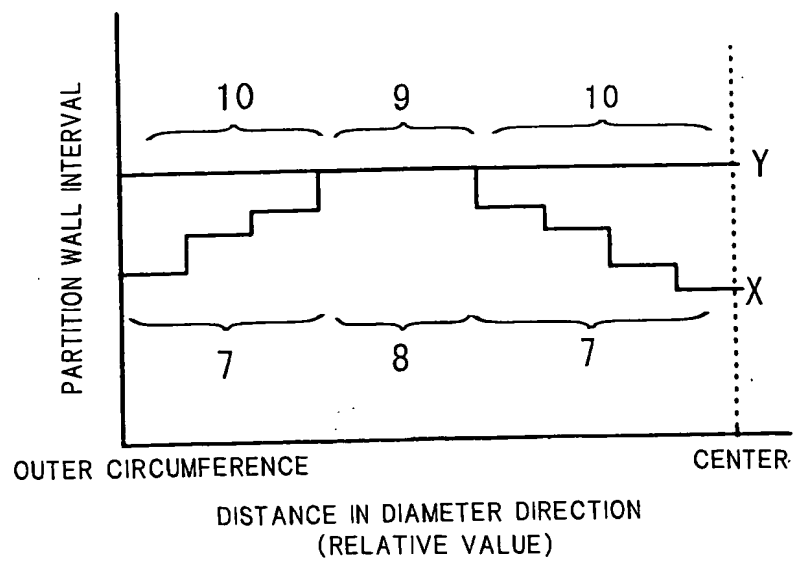 10
9
10
PARTITION WALL INTERVAL
Y
X
7
8
7
OUTER CIRCUMFERENCE
CENTER
DISTANCE IN DIAMETER DIRECTION
(RELATIVE VALUE)